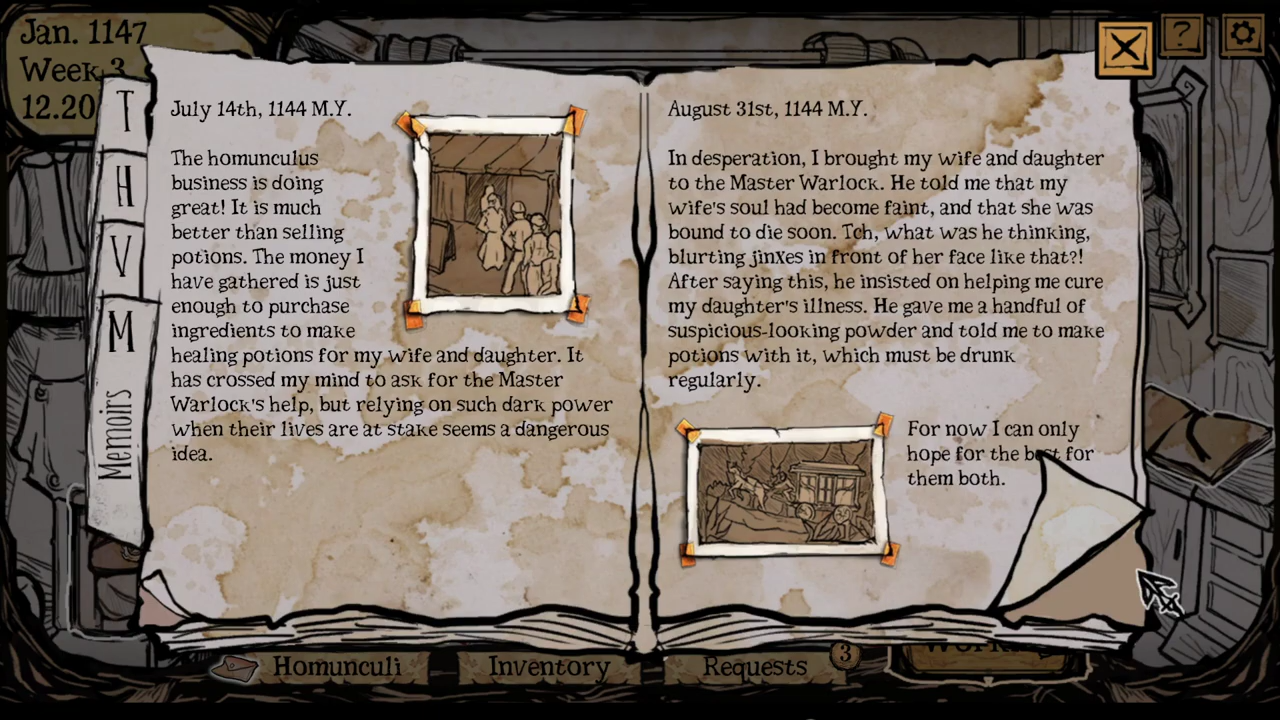 Jan. 1147
Week 3
12.20
?
T
H
V
M
Memoirs
July 14th, 1144 M.Y.
The homunculus
business is doing
great! It is much
better than selling
potions. The money I
have gathered is just
enough to purchase
ingredients to make
healing potions for my wife and daughter. It
has crossed my mind to ask for the Master
Warlock's help, but relying on such dark power
when their lives are at stake seems a dangerous
idea.
August 31st, 1144 M.Y.
In desperation, I brought my wife and daughter
to the Master Warlock. He told me that my
wife's soul had become faint, and that she was
bound to die soon. Tch, what was he thinking,
blurting jinxes in front of her face like that?!
After saying this, he insisted on helping me cure
my daughter's illness. He gave me a handful of
suspicious-looking powder and told me to make
potions with it, which must be drunk
regularly.
For now I can only
hope for the best for
them both.
Homunculi
Inventory
Requests
3